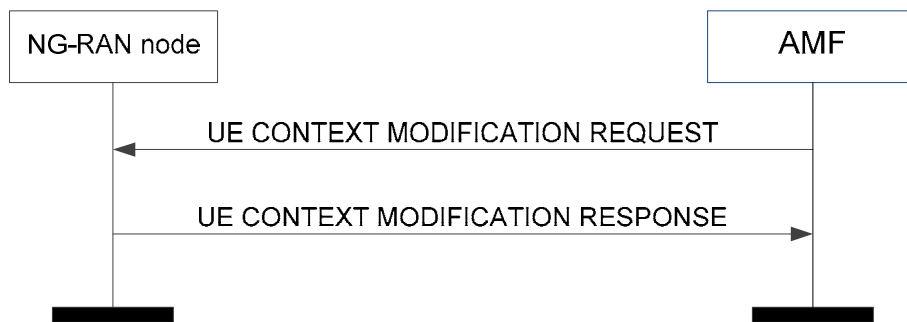 NG-RAN node
AMF
UE CONTEXT MODIFICATION REQUEST
UE CONTEXT MODIFICATION RESPONSE